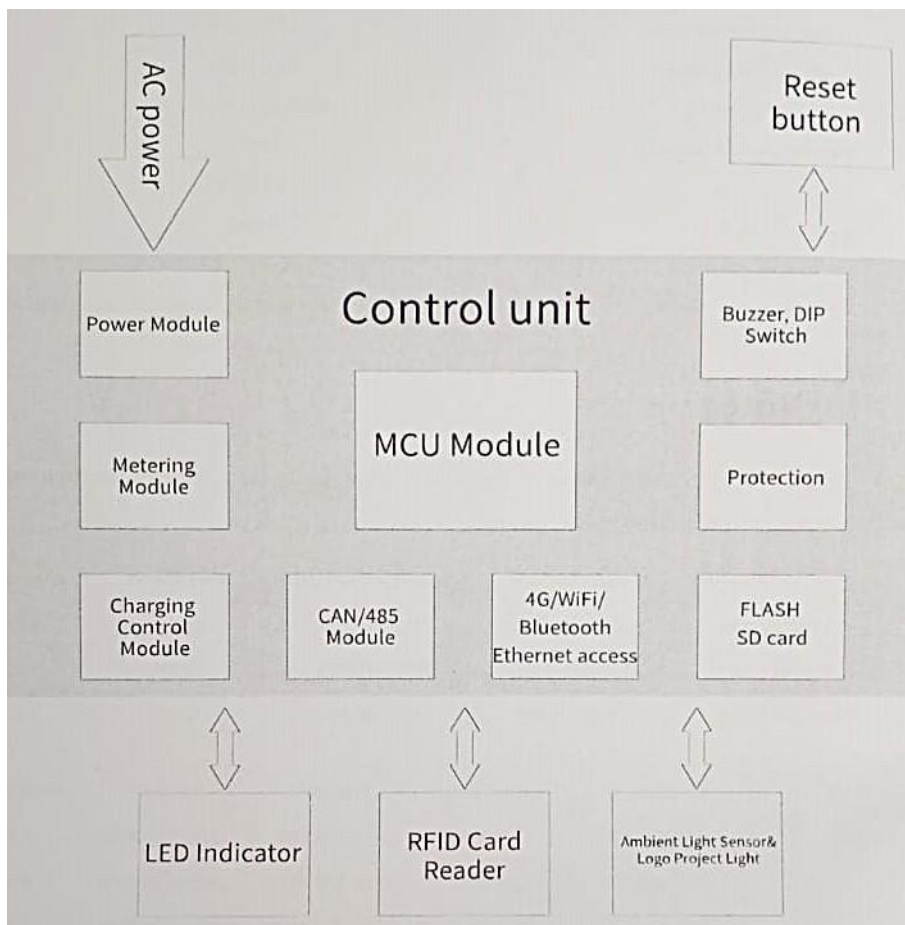 AC power
Reset
button
Power Module
Control unit
Buzzer, DIP
Switch
MCU Module
Metering
Module
Protection
Charging
Control
Module
CAN/485
Module
4G/WiFi/
Bluetooth
Ethernet access
FLASH
SD card
LED Indicator
RFID Card
Reader
Ambient Light Sensor&
Logo Project Light